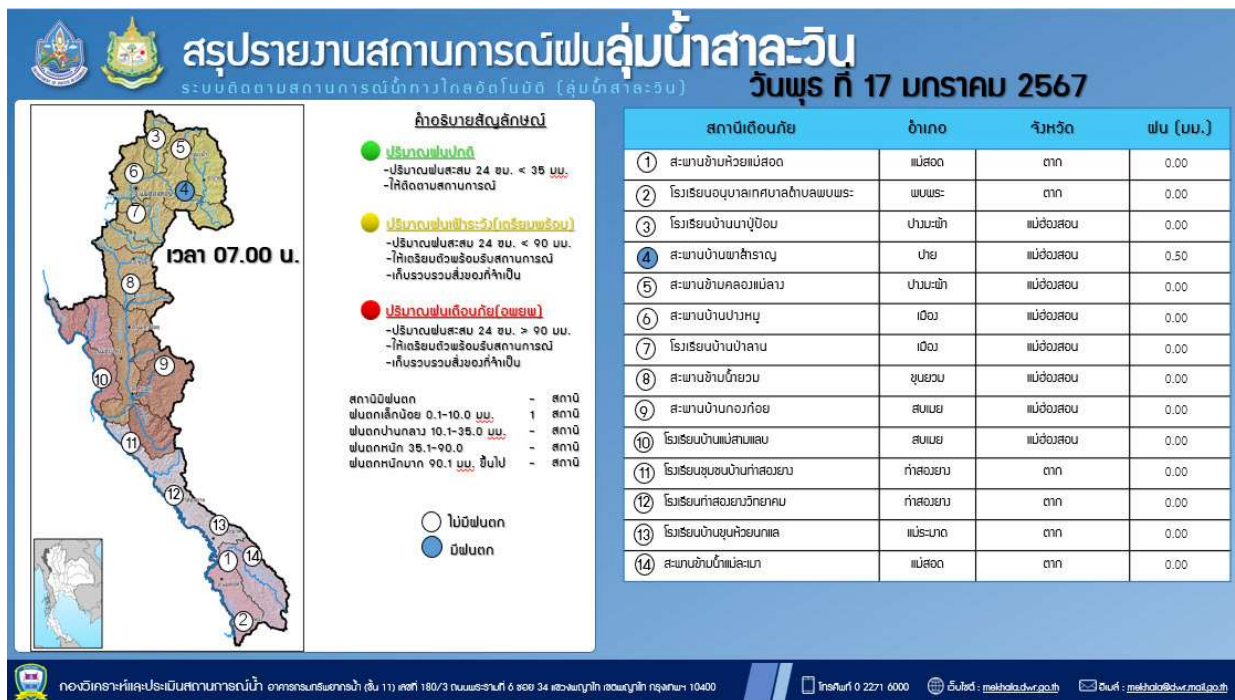 สรุปรายงานสถานการณ์ฝนลุ่มน้ำสาละวิน
ระบบติดตามสถานการณ์น้ำทางไกลอัตโนมัติ (ลุ่มน้ำสาละวิน)
วันพุธ ที่ 17 มกราคม 2567
เวลา 07.00 น.
3
5
6
4
7
8
9
10
11
12
13
14
1
2
คำอธิบายสัญลักษณ์
ปริมาณฝนปกติ
-ปริมาณฝนสะสม 24 ชม. < 35 มม.
-ให้ติดตามสถานการณ์
ปริมาณฝนเฝ้าระวัง(เตรียมพร้อม)
-ปริมาณฝนสะสม 24 ชม. < 90 มม.
-ให้เตรียมตัวพร้อมรับสถานการณ์
-เก็บรวบรวมสิ่งของที่จำเป็น
ปริมาณฝนเตือนภัย(อพยพ)
-ปริมาณฝนสะสม 24 ชม. > 90 มม.
-ให้เตรียมตัวพร้อมรับสถานการณ์
-เก็บรวบรวมสิ่งของที่จำเป็น
สถานีมีฝนตก - สถานี
ฝนตกเล็กน้อย 0.1-10.0 มม. 1 สถานี
ฝนตกปานกลาง 10.1-35.0 มม. - สถานี
ฝนตกหนัก 35.1-90.0 - สถานี
ฝนตกหนักมาก 90.1 มม. ขึ้นไป - สถานี
ไม่มีฝนตก
มีฝนตก
สถานีเตือนภัย อำเภอ จังหวัด ฝน (มม.)
1 สะพานข้ามห้วยแม่สอด แม่สอด ตาก 0.00
2 โรงเรียนอนุบาลเทศบาลตำบลพบพระ พบพระ ตาก 0.00
3 โรงเรียนบ้านนาปู่ป้อม ปางมะผ้า แม่ฮ่องสอน 0.00
4 สะพานบ้านพาสำราญ ปาย แม่ฮ่องสอน 0.50
5 สะพานข้ามคลองแม่ลาง ปางมะผ้า แม่ฮ่องสอน 0.00
6 สะพานบ้านปางหมู เมือง แม่ฮ่องสอน 0.00
7 โรงเรียนบ้านป่าลาน เมือง แม่ฮ่องสอน 0.00
8 สะพานข้ามน้ำยวม ขุนยวม แม่ฮ่องสอน 0.00
9 สะพานบ้านกองก๋อย สบเมย แม่ฮ่องสอน 0.00
10 โรงเรียนบ้านแม่สามแลบ สบเมย แม่ฮ่องสอน 0.00
11 โรงเรียนชุมชนบ้านท่าสองยาง ท่าสองยาง ตาก 0.00
12 โรงเรียนท่าสองยางวิทยาคม ท่าสองยาง ตาก 0.00
13 โรงเรียนบ้านขุนห้วยนกแล แม่ระมาด ตาก 0.00
14 สะพานข้ามน้ำแม่ละเมา แม่สอด ตาก 0.00
กองวิเคราะห์และประเมินสถานการณ์น้ำ อาคารกรมทรัพยากรน้ำ (ชั้น 11) เลขที่ 180/3 ถนนพระรามที่ 6 ซอย 34 แขวงพญาไท เขตพญาไท กรุงเทพฯ 10400
โทรศัพท์ 0 2271 6000 เว็บไซต์ : mekhala.dwr.go.th อีเมล์ : mekhala@dwr.mail.go.th